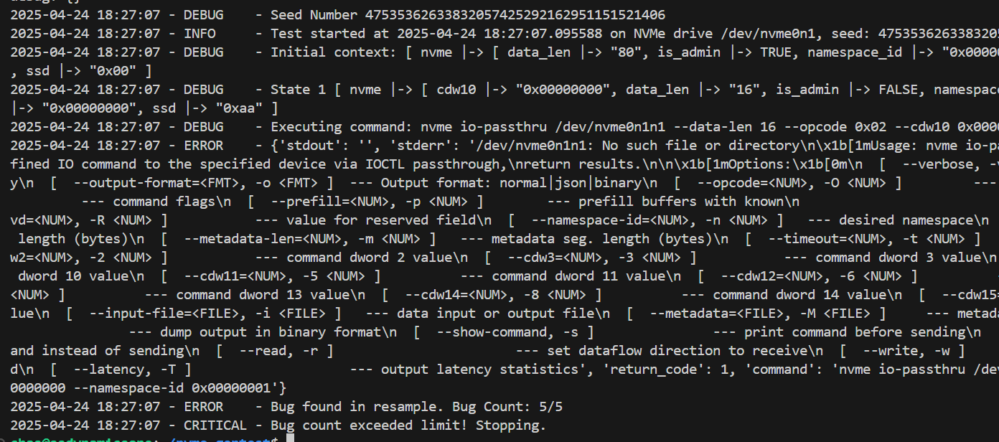 debug: {}
2025-04-24 18:27:07 - DEBUG    - Seed Number 47535362633832057425292162951151521406
2025-04-24 18:27:07 - INFO     - Test started at 2025-04-24 18:27:07.095588 on NVMe drive /dev/nvme0n1, seed: 4753536263383205
2025-04-24 18:27:07 - DEBUG    - Initial context: [ nvme |-> [ data_len |-> "80", is_admin |-> TRUE, namespace_id |-> "0x0000
, ssd |-> "0x00" ]
2025-04-24 18:27:07 - DEBUG    - State 1 [ nvme |-> [ cdw10 |-> "0x00000000", data_len |-> "16", is_admin |-> FALSE, namespac
|-> "0x00000000", ssd |-> "0xaa" ]
2025-04-24 18:27:07 - DEBUG    - Executing command: nvme io-passthru /dev/nvme0n1n1 --data-len 16 --opcode 0x02 --cdw10 0x000
2025-04-24 18:27:07 - ERROR    - {'stdout': '', 'stderr': '/dev/nvme0n1n1: No such file or directory\n\x1b[1mUsage: nvme io-pa
fined IO command to the specified device via IOCTL passthrough,\nreturn results.\n\n\x1b[1mOptions:\x1b[0m\n  [  --verbose, -v
y\n  [  --output-format=<FMT>, -o <FMT> ]  --- Output format: normal|json|binary\n  [  --opcode=<NUM>, -O <NUM> ]          ---
--- command flags\n  [  --prefill=<NUM>, -p <NUM> ]          --- prefill buffers with known\n
vd=<NUM>, -R <NUM> ]          --- value for reserved field\n  [  --namespace-id=<NUM>, -n <NUM> ]   --- desired namespace\n
length (bytes)\n  [  --metadata-len=<NUM>, -m <NUM> ]   --- metadata seg. length (bytes)\n  [  --timeout=<NUM>, -t <NUM> ]
w2=<NUM>, -2 <NUM> ]          --- command dword 2 value\n  [  --cdw3=<NUM>, -3 <NUM> ]          --- command dword 3 value\n
dword 10 value\n  [  --cdw11=<NUM>, -5 <NUM> ]         --- command dword 11 value\n  [  --cdw12=<NUM>, -6 <NUM> ]
<NUM> ]         --- command dword 13 value\n  [  --cdw14=<NUM>, -8 <NUM> ]         --- command dword 14 value\n  [  --cdw15=
lue\n  [  --input-file=<FILE>, -i <FILE> ]   --- data input or output file\n  [  --metadata=<FILE>, -M <FILE> ]     --- metad
--- dump output in binary format\n  [  --show-command, -s ]              --- print command before sending\n
and instead of sending\n  [  --read, -r ]                      --- set dataflow direction to receive\n  [  --write, -w ]
d\n  [  --latency, -T ]                   --- output latency statistics', 'return_code': 1, 'command': 'nvme io-passthru /dev
0000000 --namespace-id 0x00000001'}
2025-04-24 18:27:07 - ERROR    - Bug found in resample. Bug Count: 5/5
2025-04-24 18:27:07 - CRITICAL - Bug count exceeded limit! Stopping.